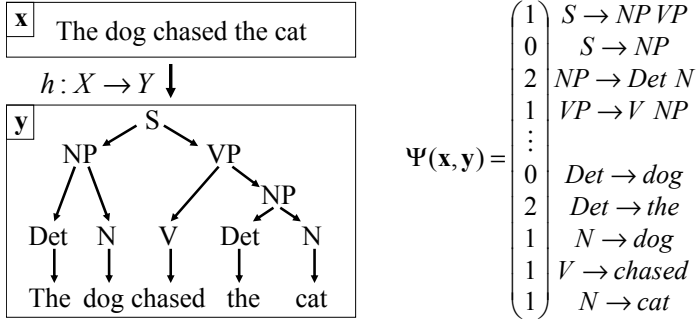 x
The dog chased the cat
h : X → Y
y
S
NP VP
NP
Det N V Det N
The dog chased the cat
Ψ(x, y) =
1 S → NP VP
0 S → NP
2 NP → Det N
1 VP → V NP
⋮
0 Det → dog
2 Det → the
1 N → dog
1 V → chased
1 N → cat